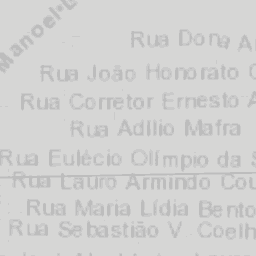 Manoel
Rua Dona
Rua João Honorato
Rua Corretor Ernesto
Rua Adílio Mafra
Rua Eulécio Olímpio da
Rua Lauro Armindo
Rua Maria Lídia Bento
Rua Sebastião V. Coelh